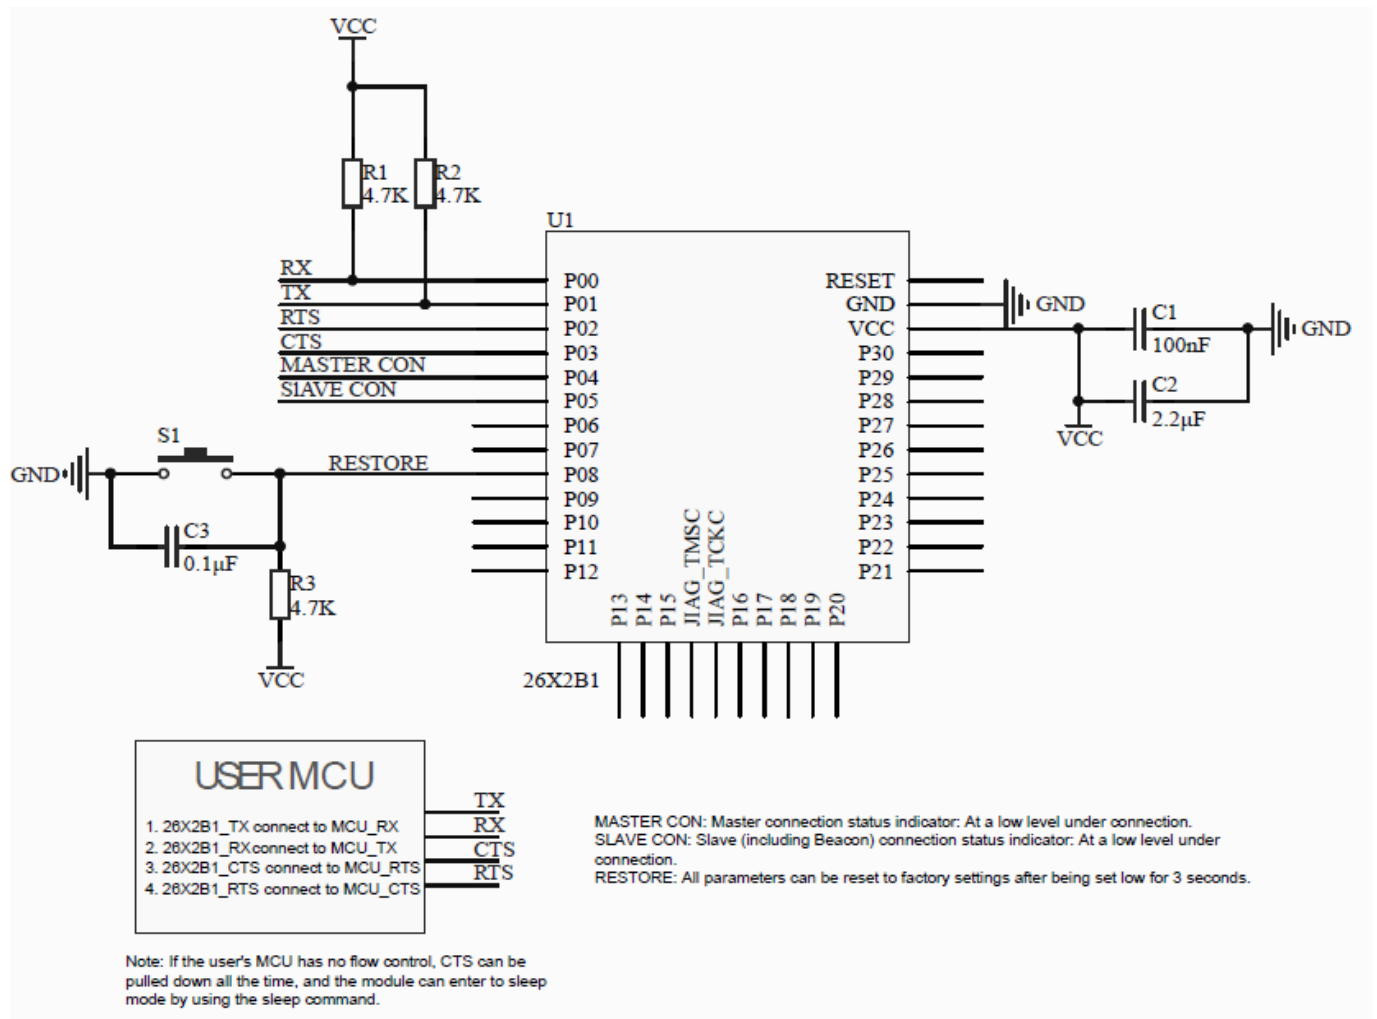 VCC
R1
4.7K
R2
4.7K
U1
RX
TX
RTS
CTS
MASTER CON
S1AVE CON
P00
P01
P02
P03
P04
P05
P06
P07
P08
P09
P10
P11
P12
RESET
GND
VCC
P30
P29
P28
P27
P26
P25
P24
P23
P22
P21
GND
C1
100nF
GND
C2
2.2μF
VCC
S1
GND
RESTORE
C3
0.1μF
R3
4.7K
VCC
P13
P14
P15
JIAG_TMSC
JIAG_TCKC
P16
P17
P18
P19
P20
26X2B1
USER MCU
1. 26X2B1_TX connect to MCU_RX
2. 26X2B1_RX connect to MCU_TX
3. 26X2B1_CTS connect to MCU_RTS
4. 26X2B1_RTS connect to MCU_CTS
TX
RX
CTS
RTS
MASTER CON: Master connection status indicator: At a low level under connection.
SLAVE CON: Slave (including Beacon) connection status indicator: At a low level under
connection.
RESTORE: All parameters can be reset to factory settings after being set low for 3 seconds.
Note: If the user's MCU has no flow control, CTS can be
pulled down all the time, and the module can enter to sleep
mode by using the sleep command.